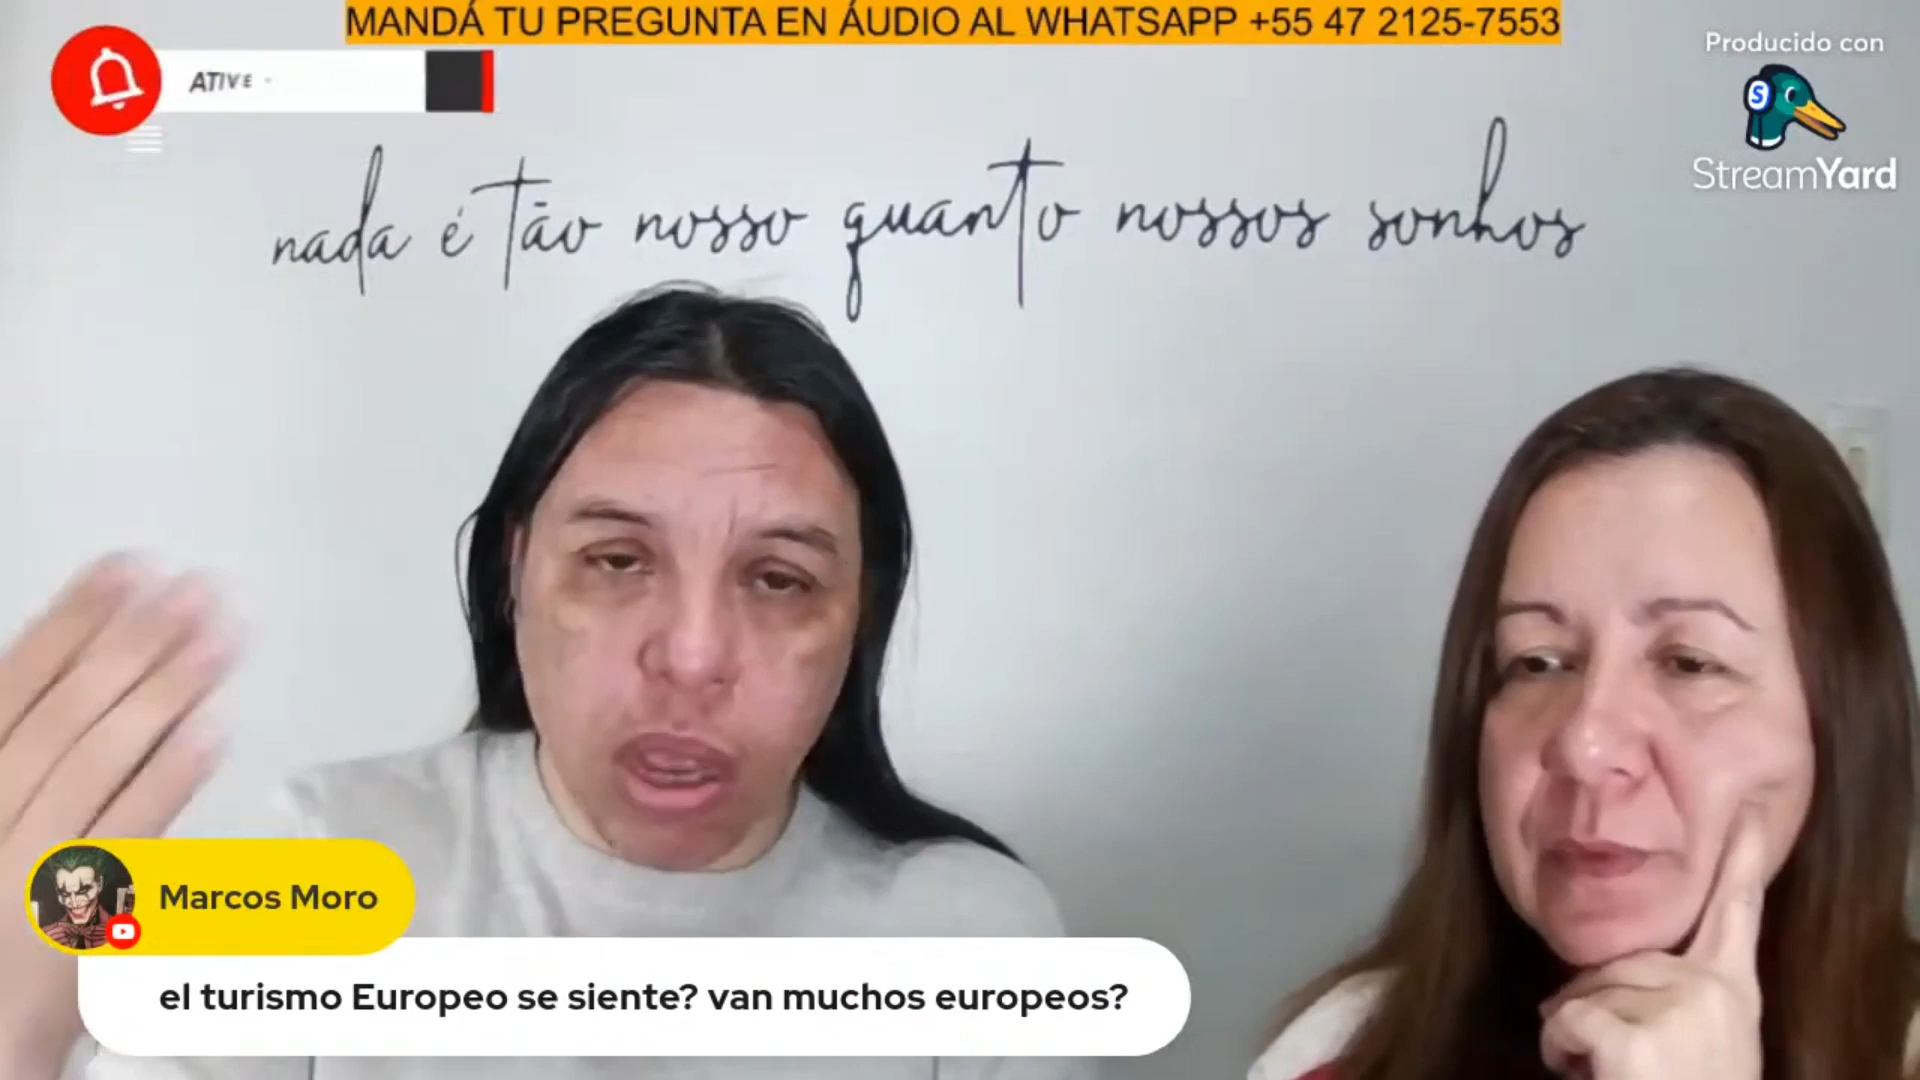 MANDÁ TU PREGUNTA EN ÁUDIO AL WHATSAPP +55 47 2125-7553
Producido con
ATIVE
S
StreamYard
nada é tão nosso quanto nossos sonhos
Marcos Moro
el turismo Europeo se siente? van muchos europeos?